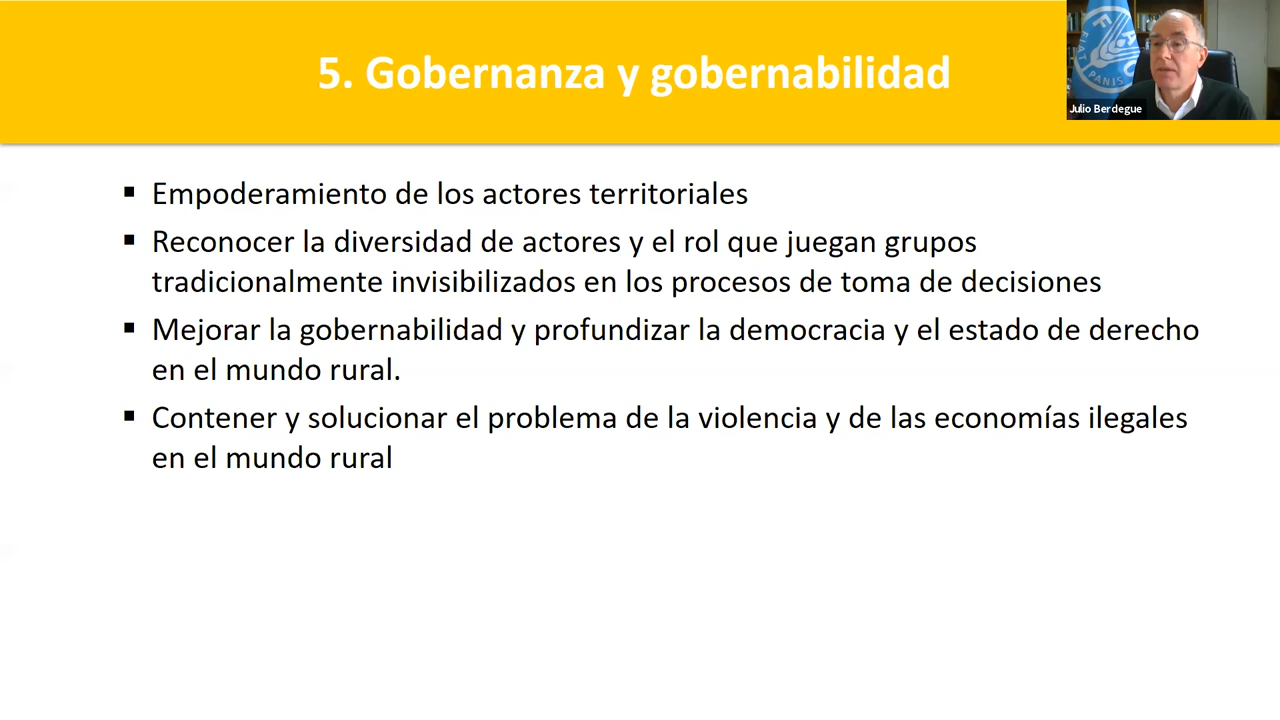 5. Gobernanza y gobernabilidad
FIAT PANIS
Julio Berdegue
▪ Empoderamiento de los actores territoriales
▪ Reconocer la diversidad de actores y el rol que juegan grupos
tradicionalmente invisibilizados en los procesos de toma de decisiones
▪ Mejorar la gobernabilidad y profundizar la democracia y el estado de derecho
en el mundo rural.
▪ Contener y solucionar el problema de la violencia y de las economías ilegales
en el mundo rural